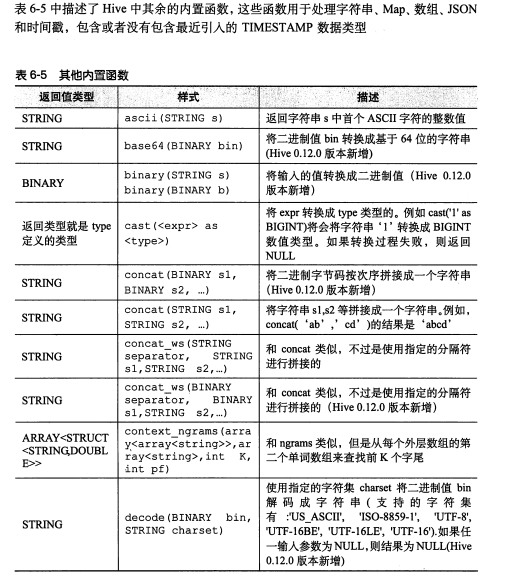 表 6-5 中描述了 Hive 中其余的内置函数，这些函数用于处理字符串、Map、数组、JSON
和时间戳，包含或者没有包含最近引入的 TIMESTAMP 数据类型
表 6-5 其他内置函数
返回值类型 样式 描述
STRING ascii(STRING s) 返回字符串 s 中首个 ASCII 字符的整数值
STRING base64(BINARY bin) 将二进制值 bin 转换成基于 64 位的字符串
(Hive 0.12.0 版本新增)
BINARY binary(STRING s) 将输入的值转换成二进制值（Hive 0.12.0
binary(BINARY b) 版本新增）
返回类型就是 type
定义的类型
cast(<expr> as
<type>)
将 expr 转换成 type 类型的。例如 cast('1' as
BIGINT)将会将字符串‘1’转换成 BIGINT
数值类型。如果转换过程失败，则返回
NULL
STRING concat(BINARY s1, 将二进制字节码按次序拼接成一个字符串
BINARY s2, …) （Hive 0.12.0 版本新增）
STRING concat(STRING s1, 将字符串 s1,s2 等拼接成一个字符串。例如,
STRING s2, …) concat(‘ab’,’cd’)的结果是‘abcd’
STRING
concat_ws(STRING
separator, STRING
s1,STRING s2,…)
和 concat 类似，不过是使用指定的分隔符
进行拼接的
STRING
concat_ws(BINARY
separator, BINARY
s1,STRING s2,…)
和 concat 类似，不过是使用指定的分隔符
进行拼接的（Hive 0.12.0 版本新增）
ARRAY<STRUCT
<STRING,DOUBL
E>>
context_ngrams(arra
y<array<string>>,ar
ray<string>,int K,
int pf)
和 ngrams 类似，但是从每个外层数组的第
二个单词数组来查找前 K 个字尾
STRING
decode(BINARY bin,
STRING charset)
使用指定的字符集 charset 将二进制值 bin
解码成字符串(支持的字符集
有:'US_ASCII', 'ISO-8859-1', 'UTF-8',
'UTF-16BE', 'UTF-16LE', 'UTF-16').如果任
一输入参数为 NULL,则结果为 NULL(Hive
0.12.0 版本新增）